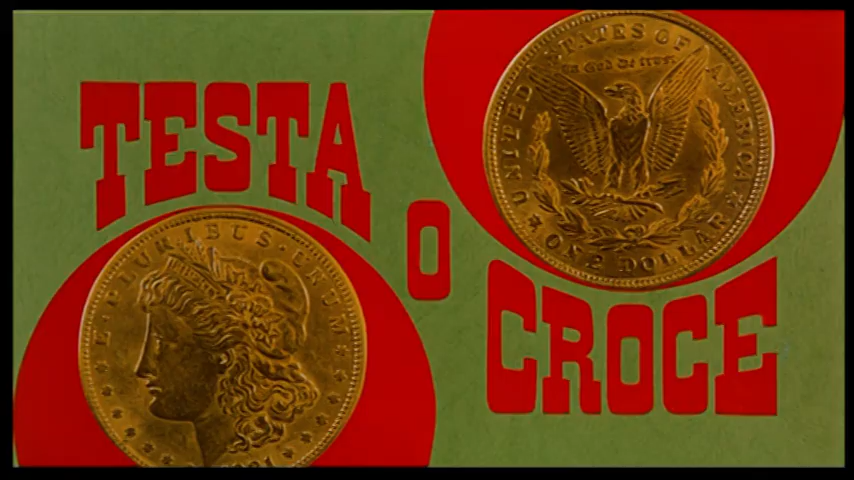 TESTA
O
CROCE
UNITED STATES OF AMERICA
In God we trust
ONE DOLLAR
E·PLURIBUS·UNUM